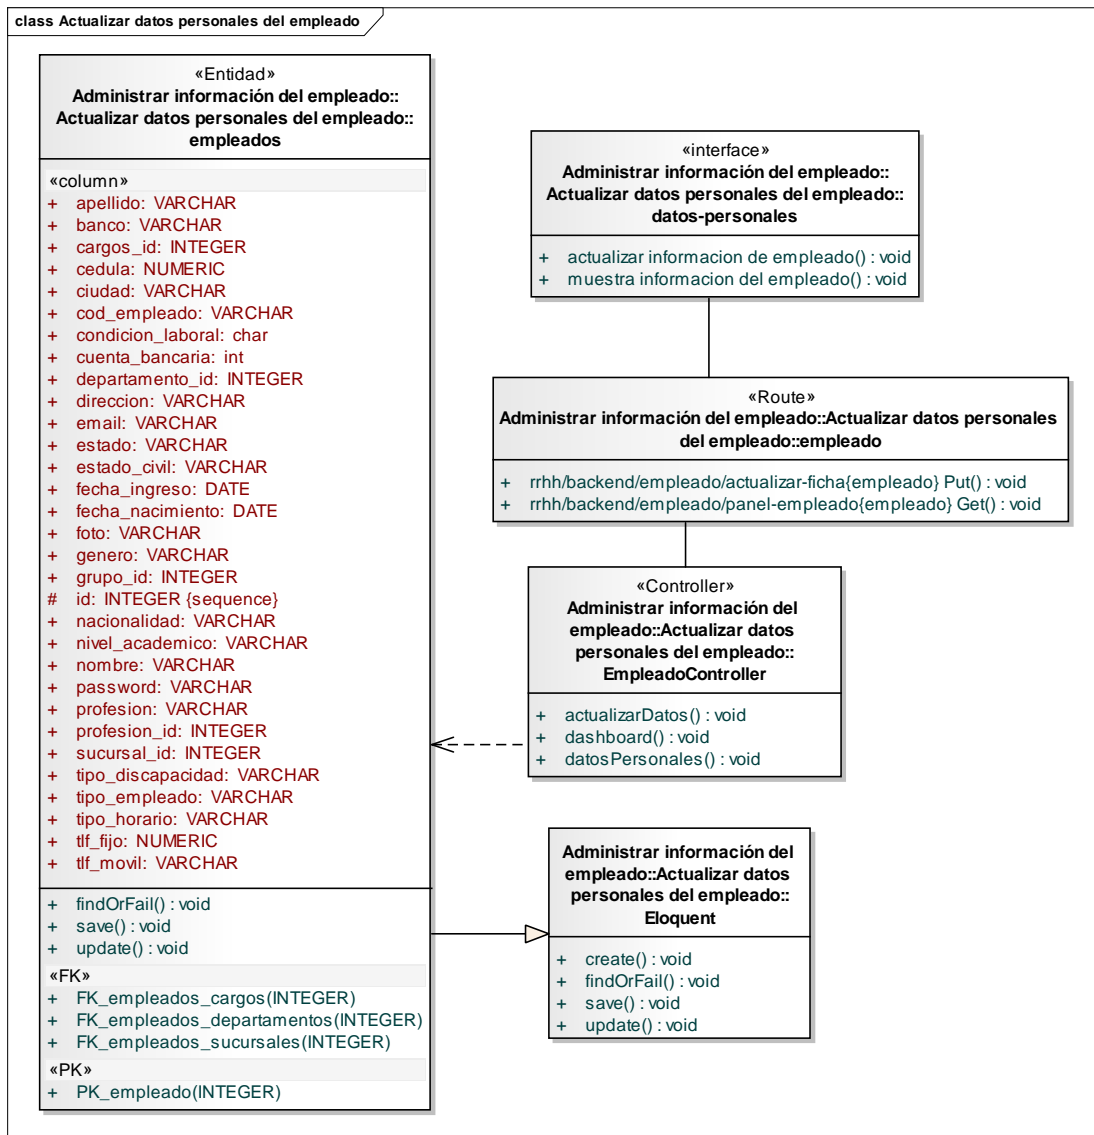 class Actualizar datos personales del empleado
«Entidad»
Administrar información del empleado::
Actualizar datos personales del empleado::
empleados
«column»
+ apellido: VARCHAR
+ banco: VARCHAR
+ cargos_id: INTEGER
+ cedula: NUMERIC
+ ciudad: VARCHAR
+ cod_empleado: VARCHAR
+ condicion_laboral: char
+ cuenta_bancaria: int
+ departamento_id: INTEGER
+ direccion: VARCHAR
+ email: VARCHAR
+ estado: VARCHAR
+ estado_civil: VARCHAR
+ fecha_ingreso: DATE
+ fecha_nacimiento: DATE
+ foto: VARCHAR
+ genero: VARCHAR
+ grupo_id: INTEGER
# id: INTEGER {sequence}
+ nacionalidad: VARCHAR
+ nivel_academico: VARCHAR
+ nombre: VARCHAR
+ password: VARCHAR
+ profesion: VARCHAR
+ profesion_id: INTEGER
+ sucursal_id: INTEGER
+ tipo_discapacidad: VARCHAR
+ tipo_empleado: VARCHAR
+ tipo_horario: VARCHAR
+ tlf_fijo: NUMERIC
+ tlf_movil: VARCHAR
+ findOrFail() : void
+ save() : void
+ update() : void
«FK»
+ FK_empleados_cargos(INTEGER)
+ FK_empleados_departamentos(INTEGER)
+ FK_empleados_sucursales(INTEGER)
«PK»
+ PK_empleado(INTEGER)
«interface»
Administrar información del empleado::
Actualizar datos personales del empleado::
datos-personales
+ actualizar informacion de empleado() : void
+ muestra informacion del empleado() : void
«Route»
Administrar información del empleado::Actualizar datos personales
del empleado::empleado
+ rrhh/backend/empleado/actualizar-ficha{empleado} Put() : void
+ rrhh/backend/empleado/panel-empleado{empleado} Get() : void
«Controller»
Administrar información del
empleado::Actualizar datos
personales del empleado::
EmpleadoController
+ actualizarDatos() : void
+ dashboard() : void
+ datosPersonales() : void
Administrar información del
empleado::Actualizar datos
personales del empleado::
Eloquent
+ create() : void
+ findOrFail() : void
+ save() : void
+ update() : void